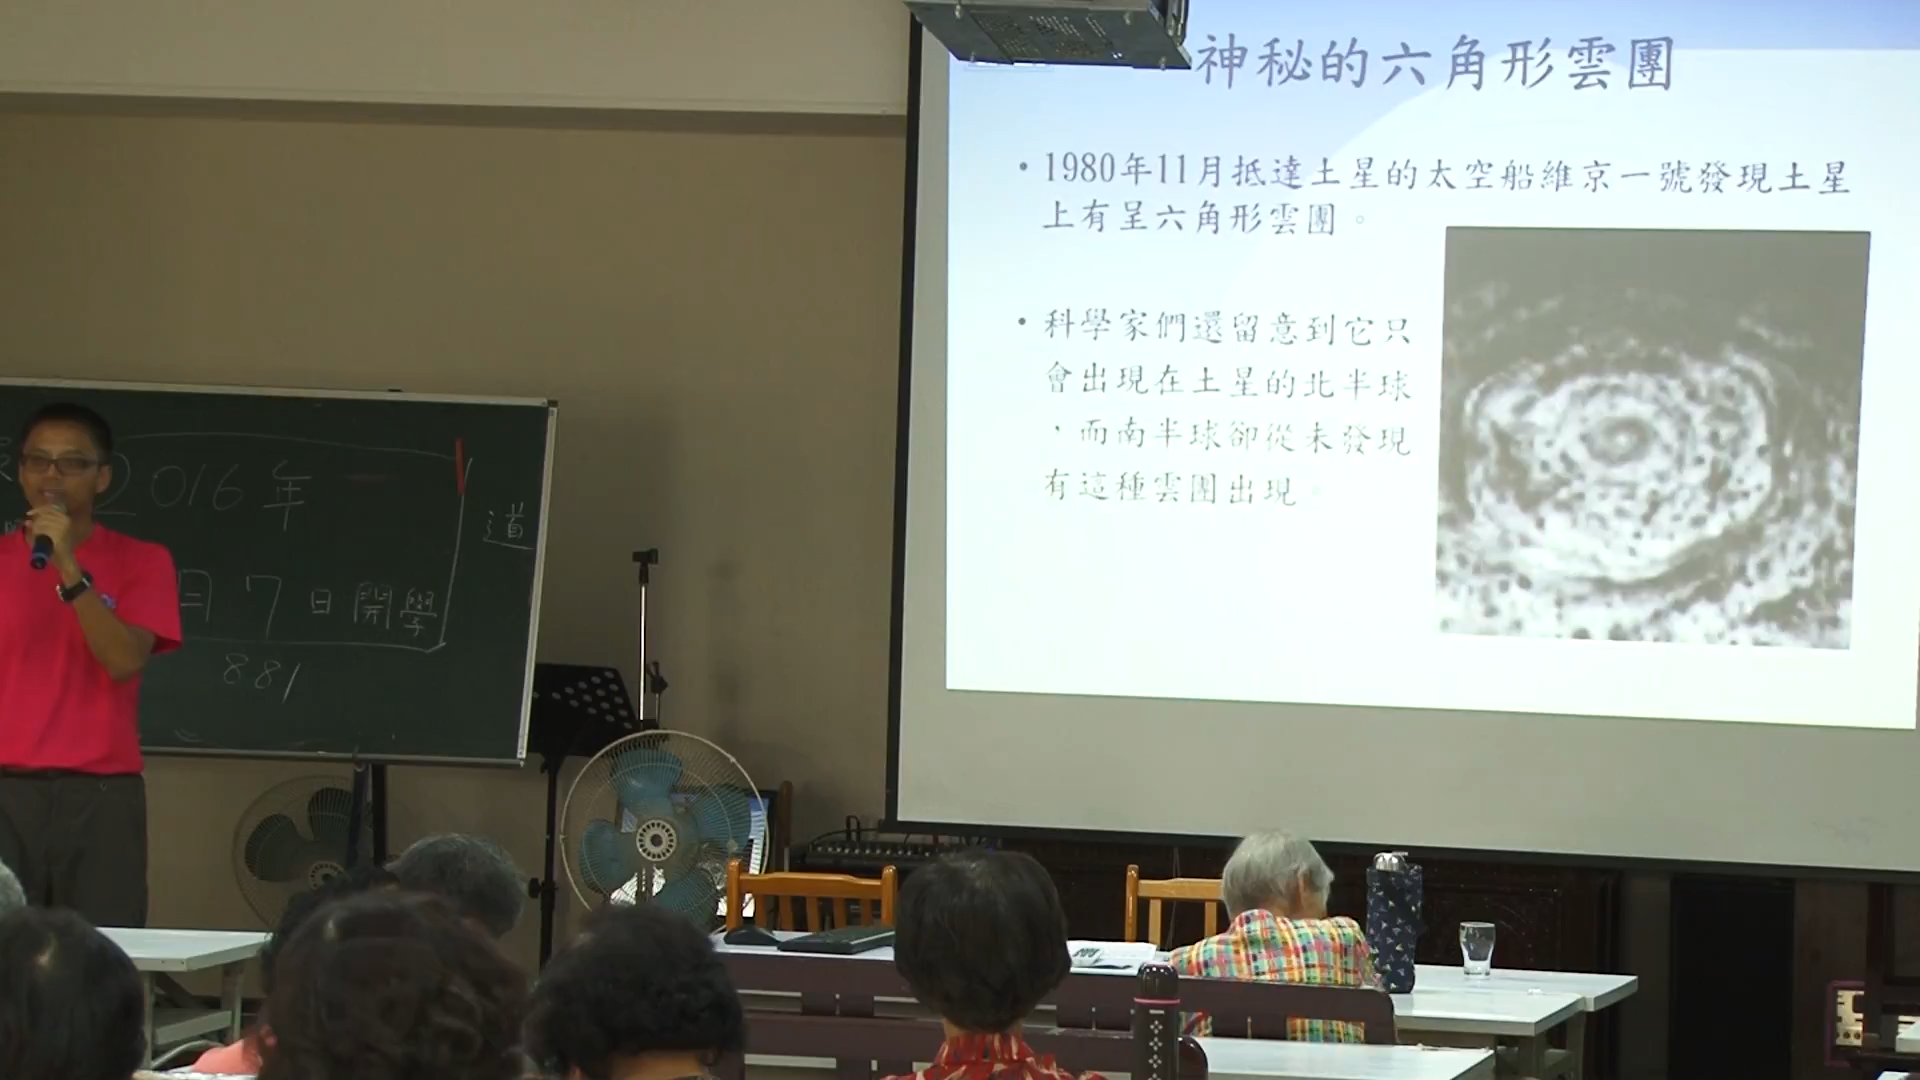 神秘的六角形雲團
• 1980年11月抵達土星的太空船維京一號發現土星
上有呈六角形雲團。
• 科學家們還留意到它只
會出現在土星的北半球
，而南半球卻從未發現
有這種雲團出現。
2016年
月7日開學
881
道